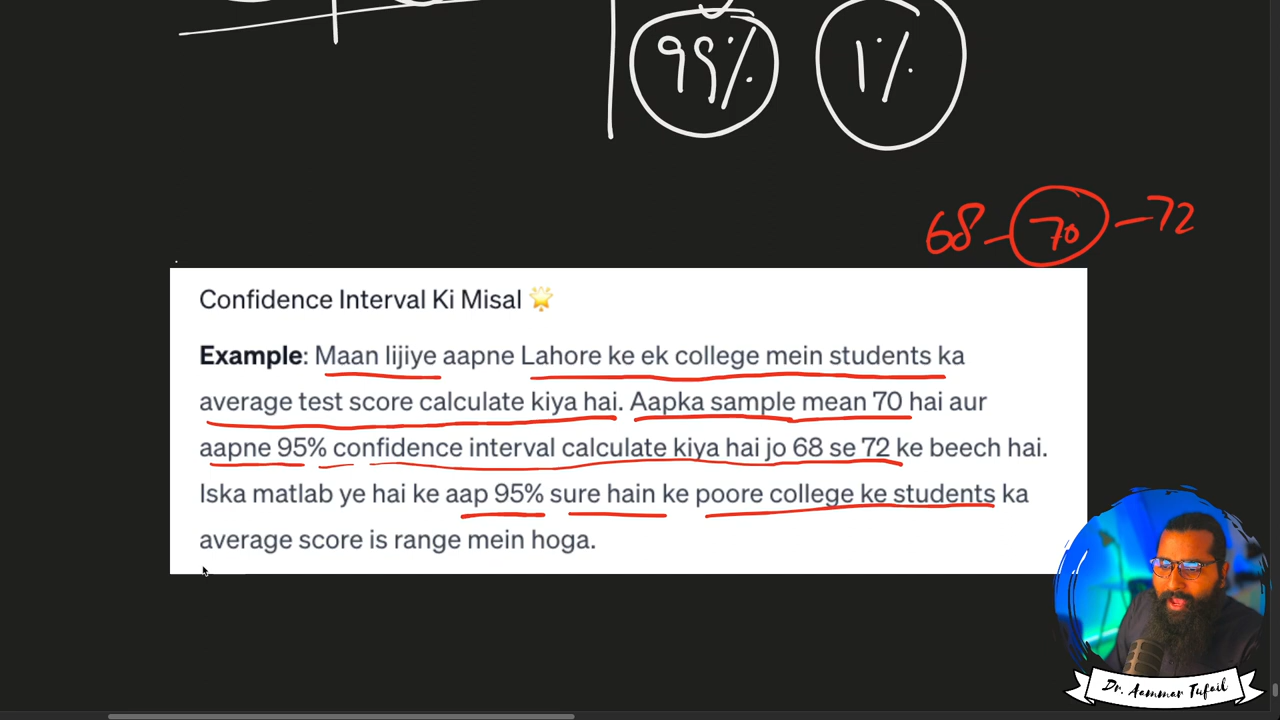 99% 1%
68 - 70 - 72
Confidence Interval Ki Misal 🌟
Example: Maan lijiye aapne Lahore ke ek college mein students ka
average test score calculate kiya hai. Aapka sample mean 70 hai aur
aapne 95% confidence interval calculate kiya hai jo 68 se 72 ke beech hai.
Iska matlab ye hai ke aap 95% sure hain ke poore college ke students ka
average score is range mein hoga.
Dr. Aammar Tufail